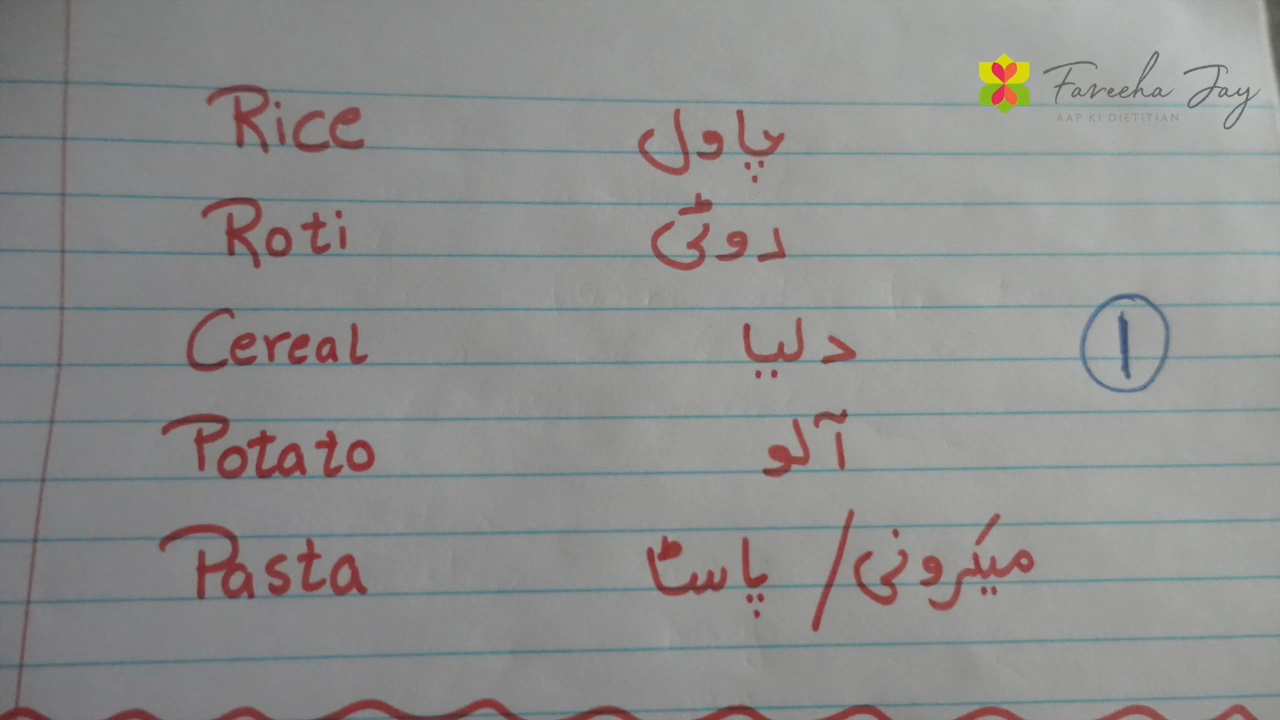 Fareeha Jay
AAP KI DIETITIAN
Rice چاول
Roti روٹی
Cereal دلیا
1
Potato آلو
Pasta میکرونی / پاسٹا